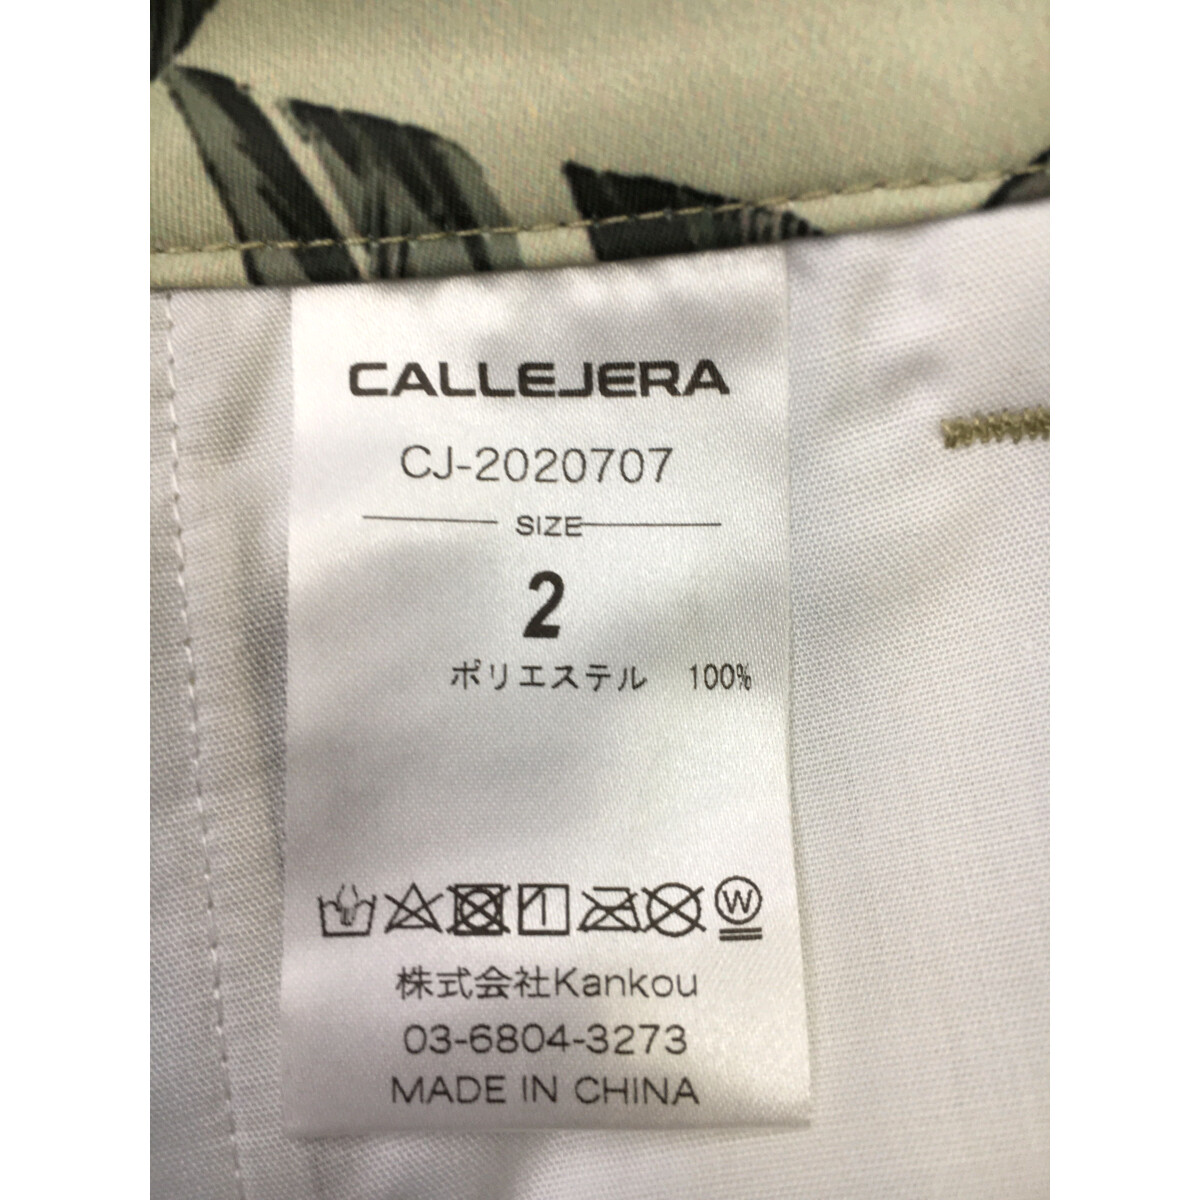 CALLEJERA
CJ-2020707
SIZE
2
ポリエステル 100%
W
株式会社Kankou
03-6804-3273
MADE IN CHINA